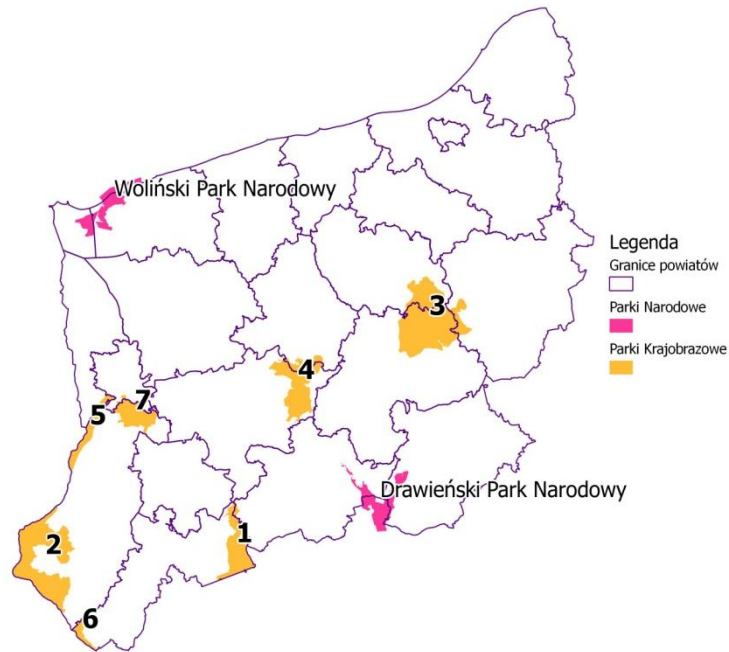 Woliński Park Narodowy
Legenda
Granice powiatów
Parki Narodowe
3
Parki Krajobrazowe
4
7
5
Drawieński Park Narodowy
1
2
6